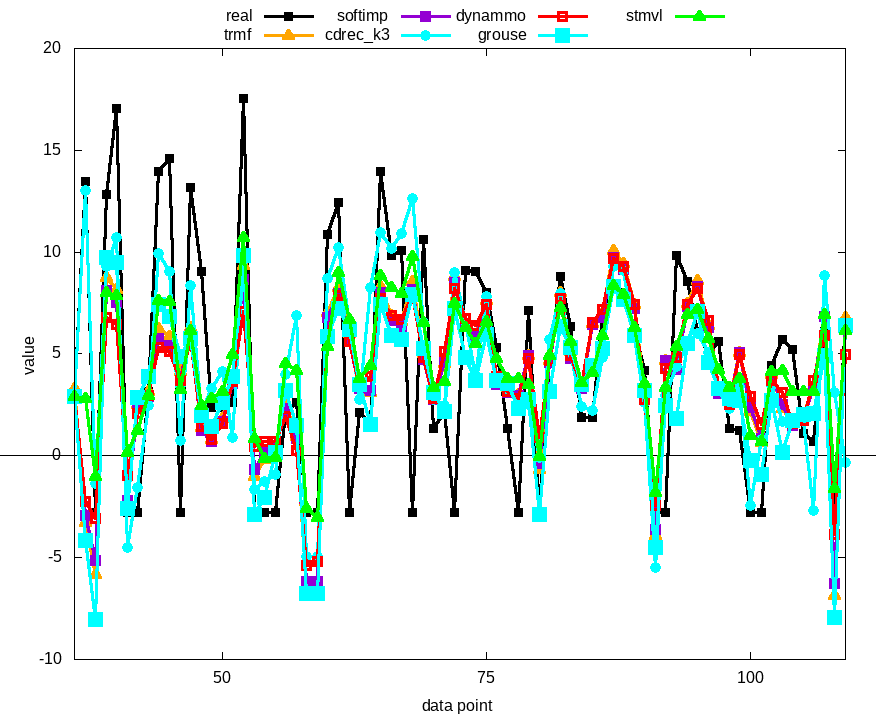 real softimp dynammo stmvl
trmf cdrec_k3 grouse
20
15
10
5
0
-5
-10
value
50 75 100
data point